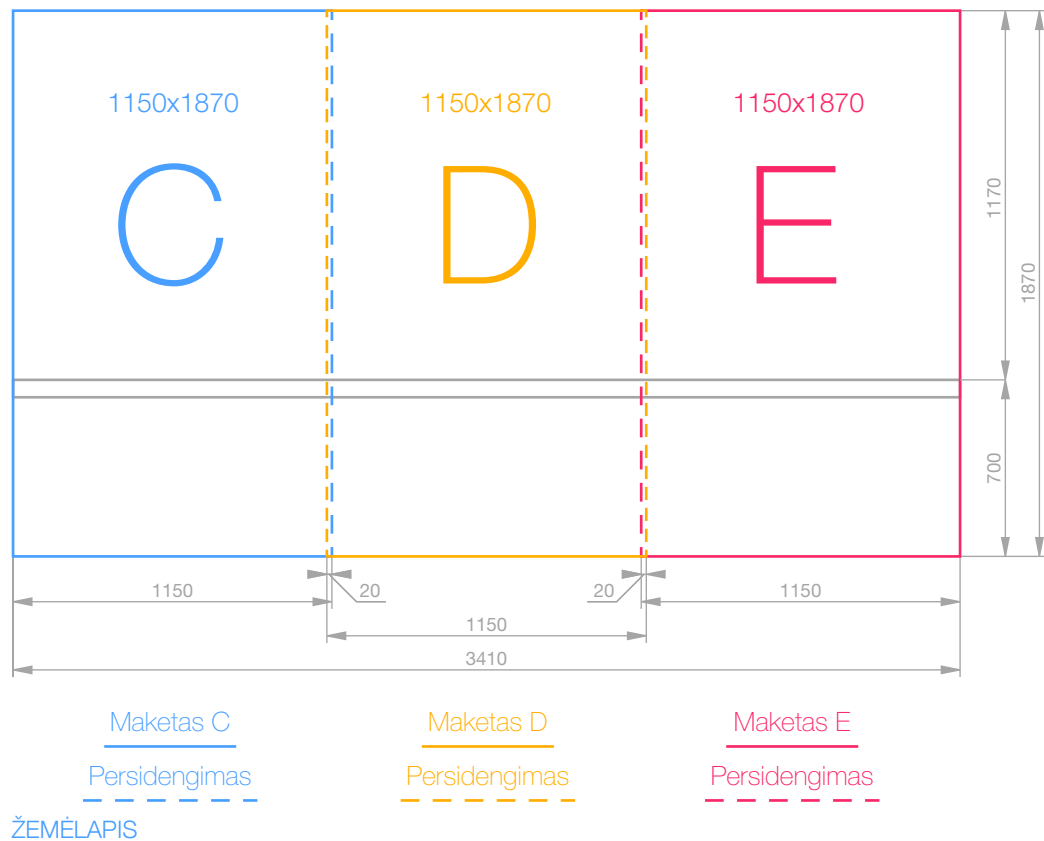 1150x1870 1150x1870 1150x1870
C D E
1170
1870
700
1150 20 20 1150
1150
3410
Maketas C Maketas D Maketas E
Persidengimas Persidengimas Persidengimas
ŽEMĖLAPIS